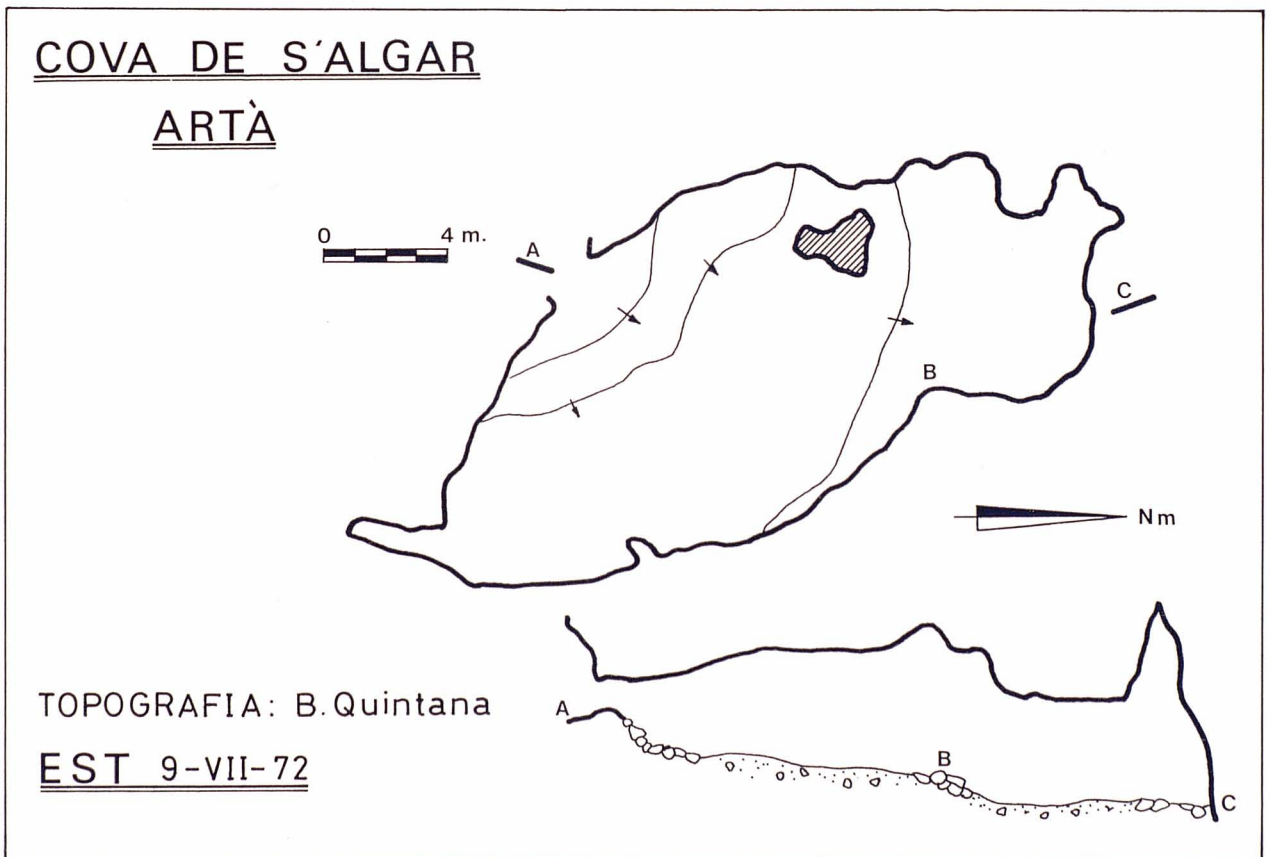 COVA DE S´ALGAR
ARTÀ
0 4 m.
A
C
B
Nm
TOPOGRAFIA: B. Quintana
EST 9-VII-72
A
B
C